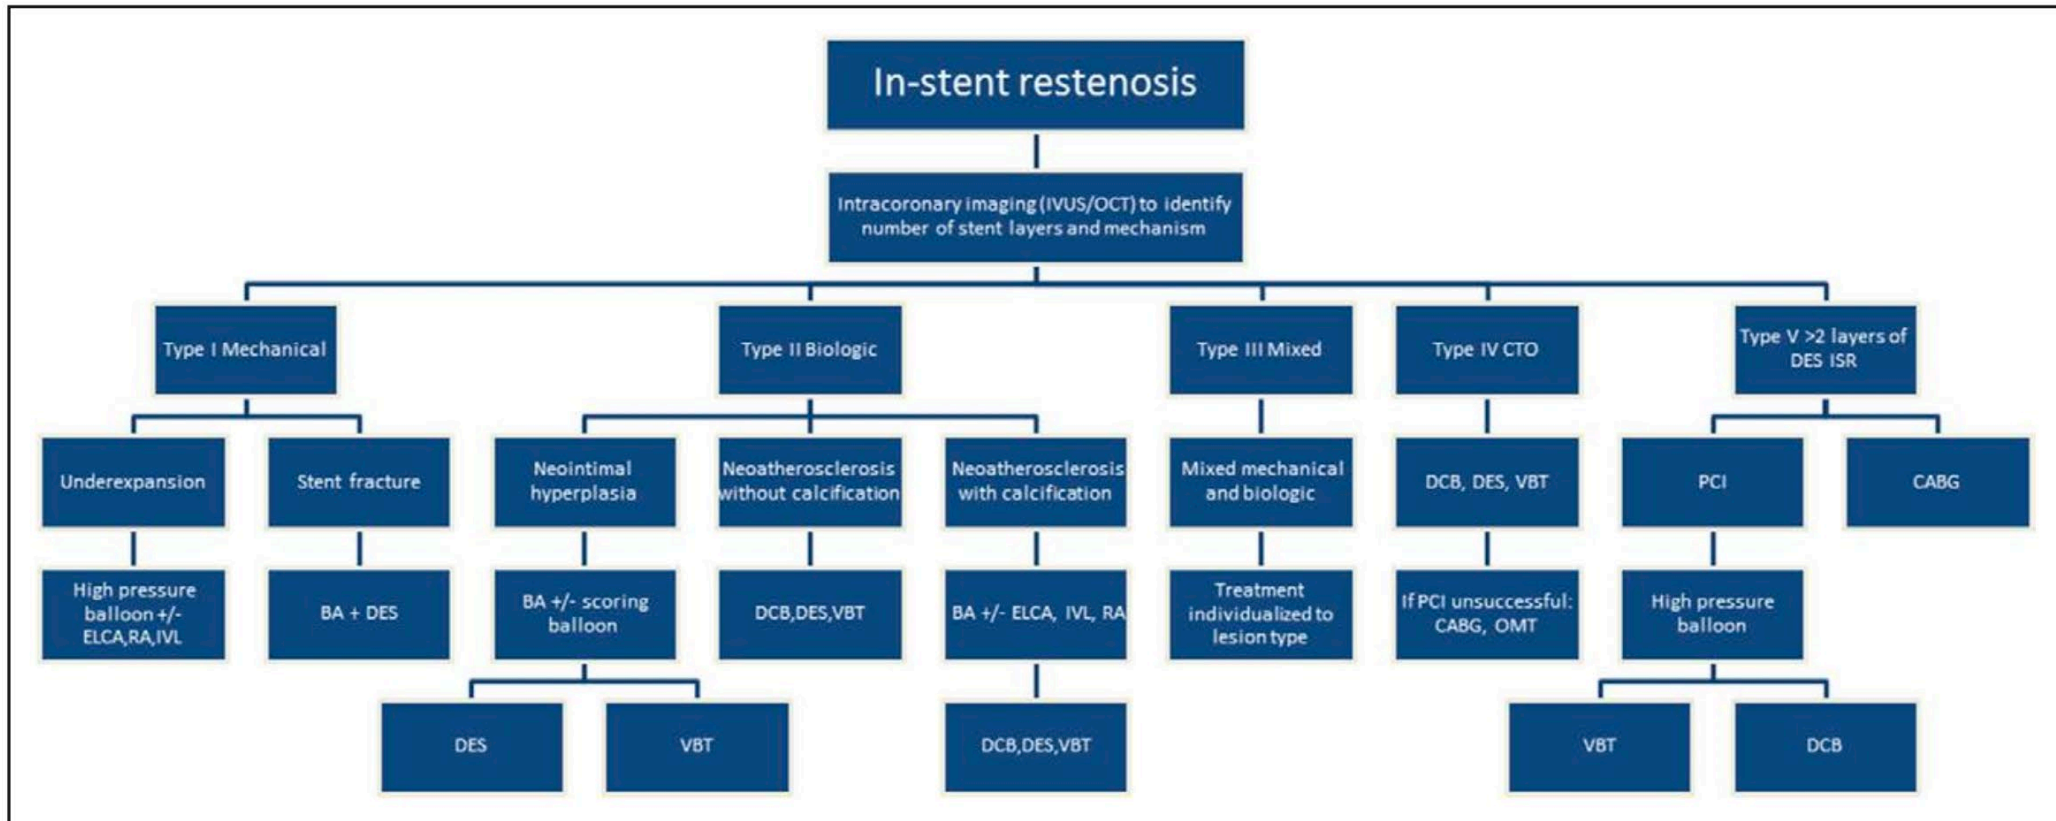 In-stent restenosis
Intracoronary imaging (IVUS/OCT) to identify
number of stent layers and mechanism
Type I Mechanical
Type II Biologic
Type III Mixed
Type IV CTO
Type V >2 layers of
DES ISR
Underexpansion
Stent fracture
Neointimal
hyperplasia
Neoatherosclerosis
without calcification
Neoatherosclerosis
with calcification
Mixed mechanical
and biologic
DCB, DES, VBT
PCI
CABG
High pressure
balloon +/-
ELCA,RA,IVL
BA + DES
BA +/- scoring
balloon
DCB,DES,VBT
BA +/- ELCA, IVL, RA
Treatment
individualized to
lesion type
If PCI unsuccessful:
CABG, OMT
High pressure
balloon
DES
VBT
DCB,DES,VBT
VBT
DCB